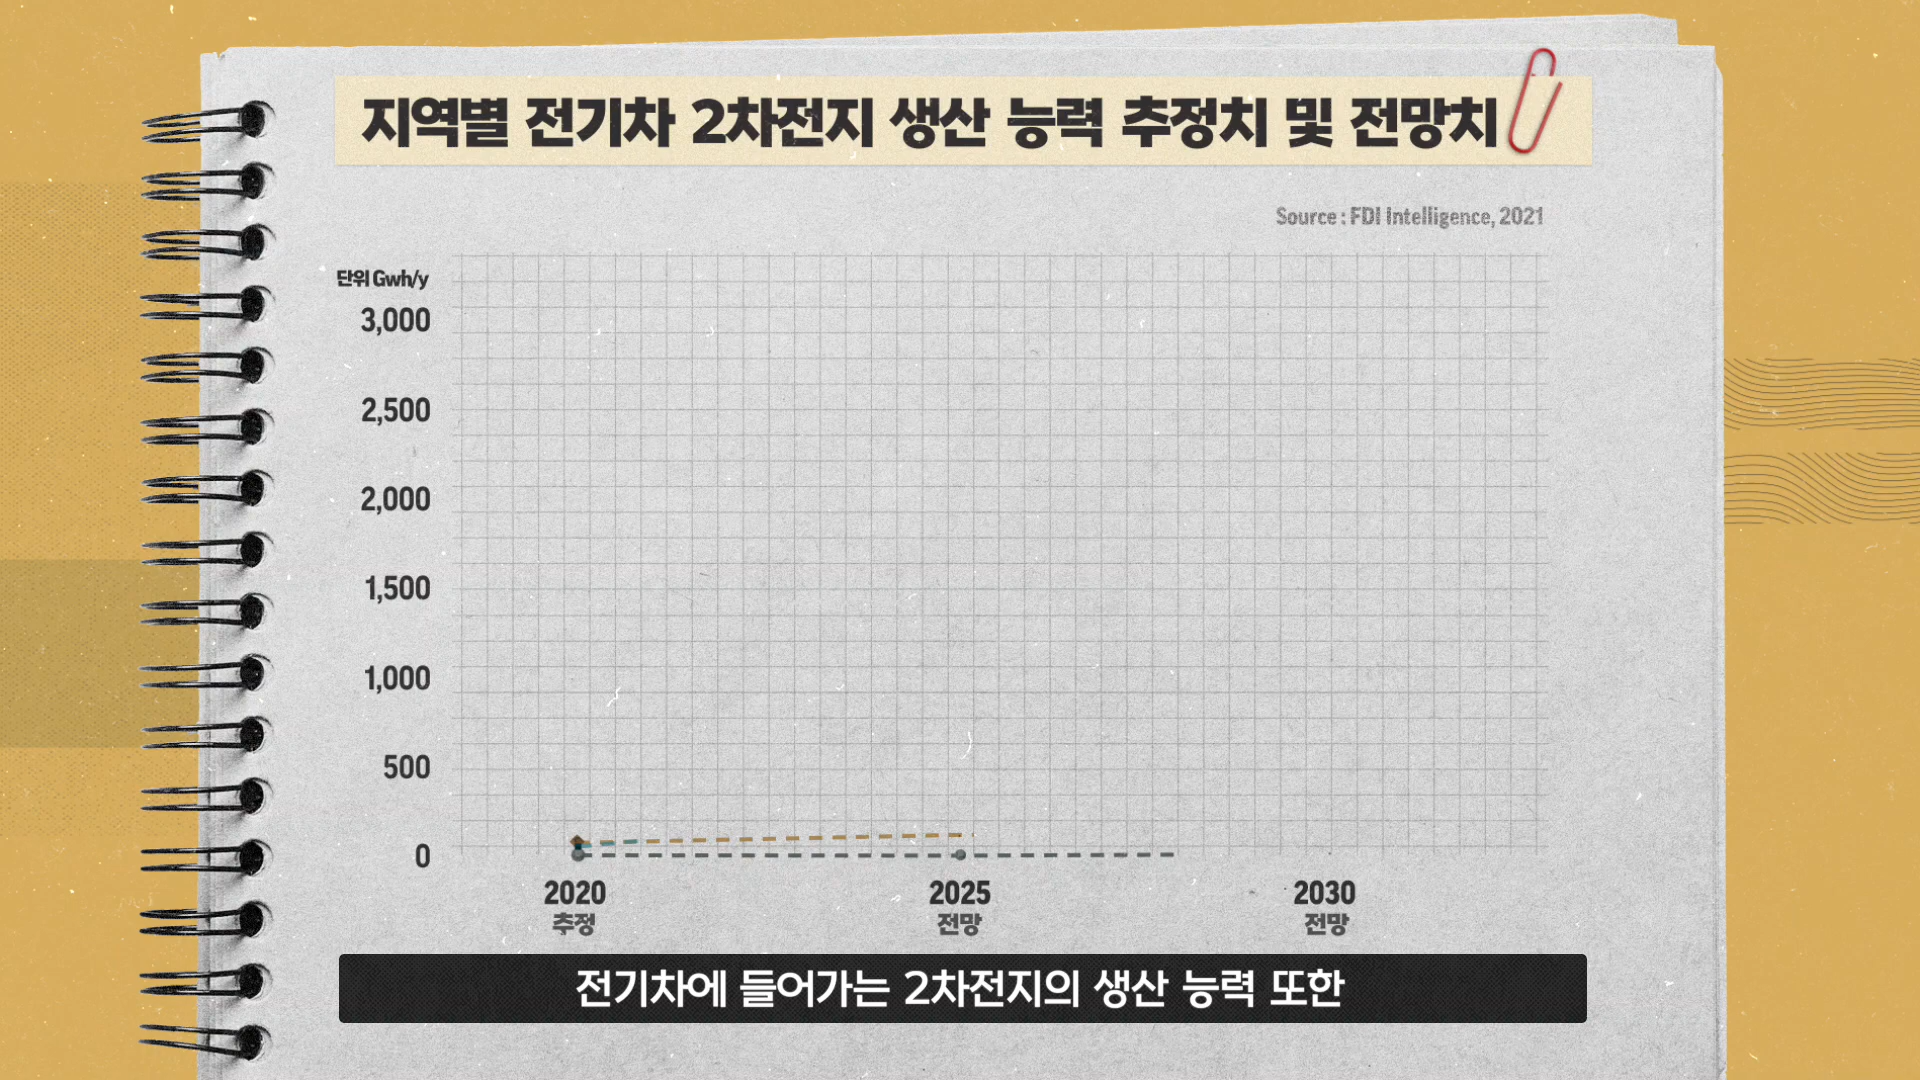 지역별 전기차 2차전지 생산 능력 추정치 및 전망치
Source : FDI Intelligence, 2021
단위 Gwh/y
3,000
2,500
2,000
1,500
1,000
500
0
2020
추정
2025
전망
2030
전망
전기차에 들어가는 2차전지의 생산 능력 또한